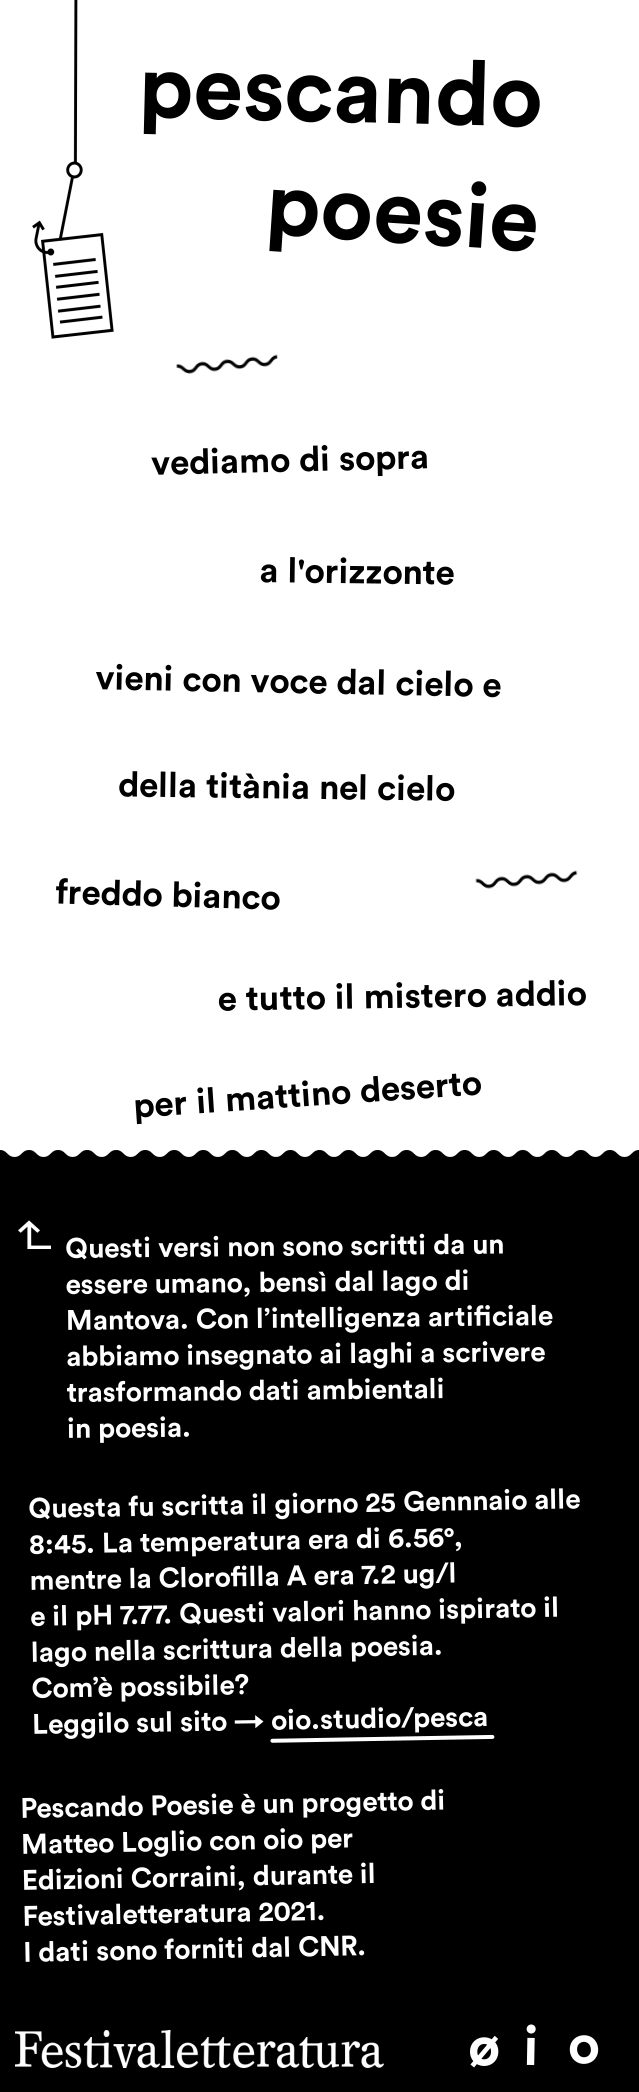 pescando
poesie
vediamo di sopra
a l'orizzonte
vieni con voce dal cielo e
della titània nel cielo
freddo bianco
e tutto il mistero addio
per il mattino deserto
Questi versi non sono scritti da un
essere umano, bensì dal lago di
Mantova. Con l’intelligenza artificiale
abbiamo insegnato ai laghi a scrivere
trasformando dati ambientali
in poesia.
Questa fu scritta il giorno 25 Gennnaio alle
8:45. La temperatura era di 6.56°,
mentre la Clorofilla A era 7.2 ug/l
e il pH 7.77. Questi valori hanno ispirato il
lago nella scrittura della poesia.
Com’è possibile?
Leggilo sul sito → oio.studio/pesca
Pescando Poesie è un progetto di
Matteo Loglio con oio per
Edizioni Corraini, durante il
Festivaletteratura 2021.
I dati sono forniti dal CNR.
Festivaletteratura ø i o